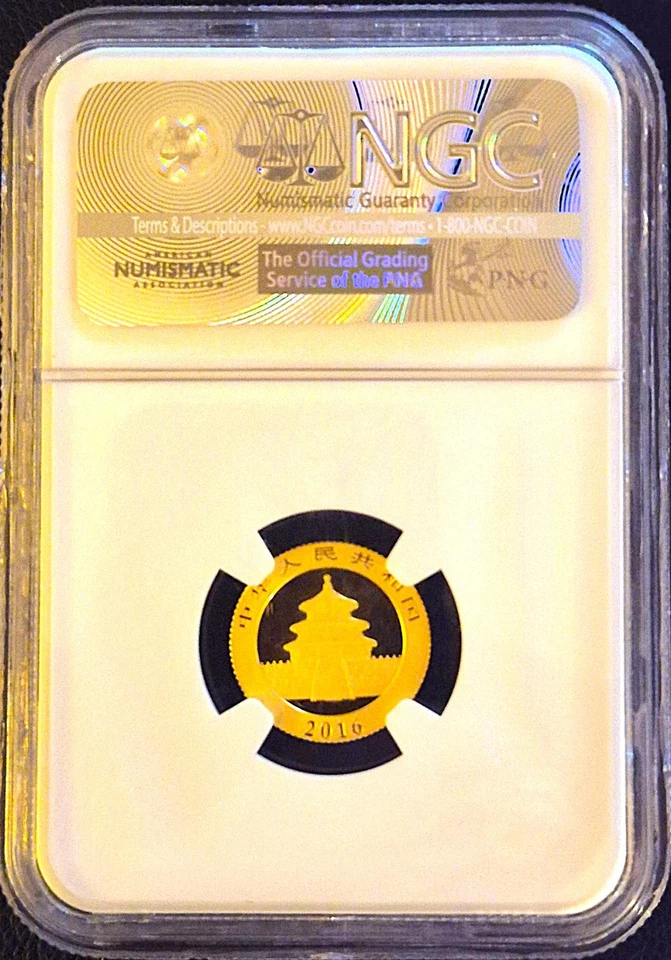 NGC
Numismatic Guaranty Corporation
Terms & Descriptions - www.NGCcoin.com/terms • 1-800-NGC-COIN
AMERICAN
NUMISMATIC
ASSOCIATION
The Official Grading
Service of the PNG
PNG
中华人民共和国
2016